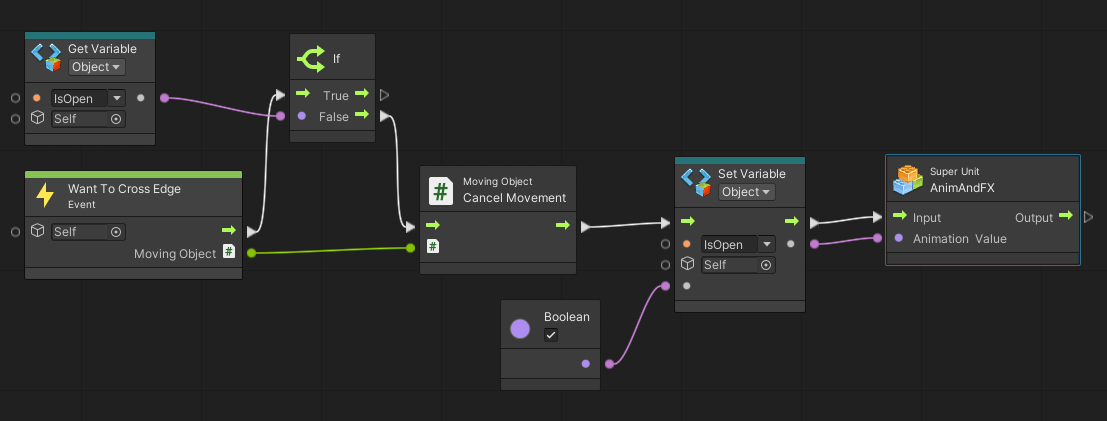 Get Variable
Object
IsOpen
Self
If
True
False
Want To Cross Edge
Event
Self
Moving Object
#
Moving Object
Cancel Movement
#
#
Boolean
Set Variable
Object
IsOpen
Self
Super Unit
AnimAndFX
Input Output
Animation Value